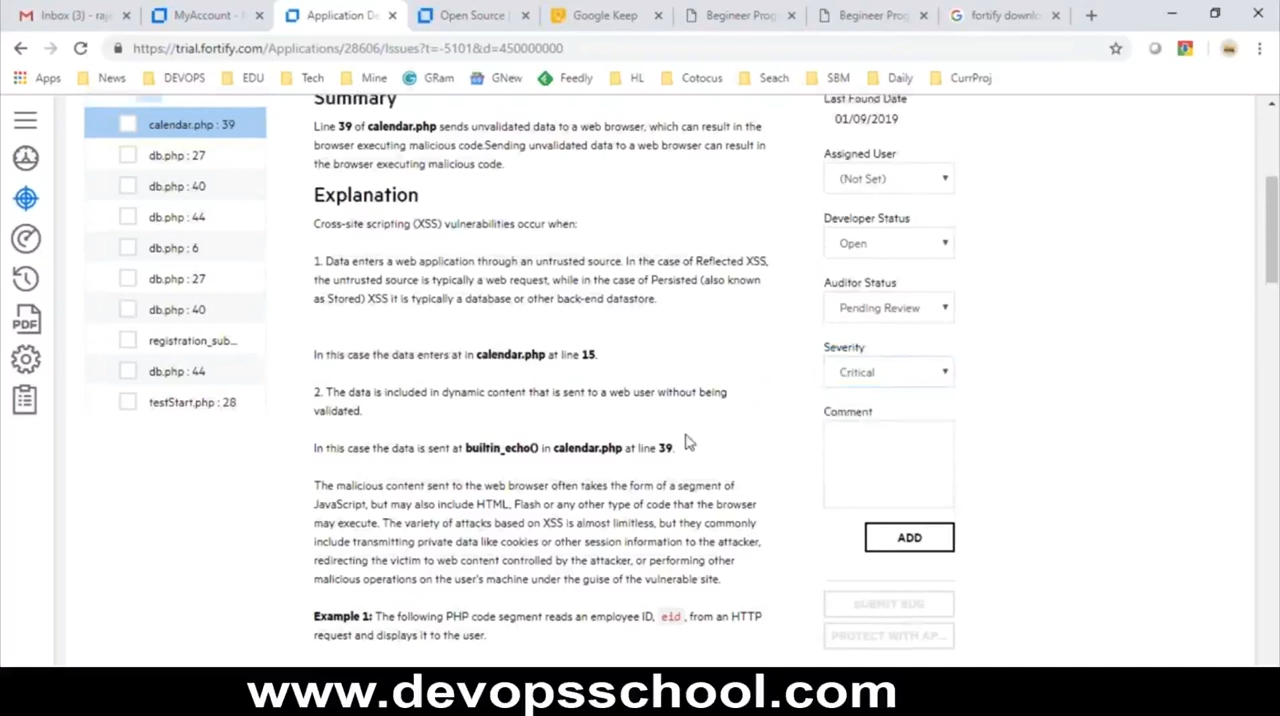 Inbox (3) - raj
MyAccount -
Application De
Open Source
Google Keep
Begineer Prog
Begineer Prog
fortify downlo
https://trial.fortify.com/Applications/28606/Issues?t=-5101&d=450000000
Apps
News
DEVOPS
EDU
Tech
Mine
GRam
GNew
Feedly
HL
Cotocus
Seach
SBM
Daily
CurrProj
PDF
calendar.php : 39
db.php : 27
db.php : 40
db.php : 44
db.php : 6
db.php : 27
db.php : 40
registration_sub...
db.php : 44
testStart.php : 28
Summary
Line 39 of calendar.php sends unvalidated data to a web browser, which can result in the
browser executing malicious code.Sending unvalidated data to a web browser can result in
the browser executing malicious code.
Explanation
Cross-site scripting (XSS) vulnerabilities occur when:
1. Data enters a web application through an untrusted source. In the case of Reflected XSS,
the untrusted source is typically a web request, while in the case of Persisted (also known
as Stored) XSS it is typically a database or other back-end datastore.
In this case the data enters at in calendar.php at line 15.
2. The data is included in dynamic content that is sent to a web user without being
validated.
In this case the data is sent at builtin_echo() in calendar.php at line 39.
The malicious content sent to the web browser often takes the form of a segment of
JavaScript, but may also include HTML, Flash or any other type of code that the browser
may execute. The variety of attacks based on XSS is almost limitless, but they commonly
include transmitting private data like cookies or other session information to the attacker,
redirecting the victim to web content controlled by the attacker, or performing other
malicious operations on the user's machine under the guise of the vulnerable site.
Example 1: The following PHP code segment reads an employee ID, eid, from an HTTP
request and displays it to the user.
Last Found Date
01/09/2019
Assigned User
(Not Set)
Developer Status
Open
Auditor Status
Pending Review
Severity
Critical
Comment
ADD
SUBMIT BUG
PROTECT WITH AP...
www.devopsschool.com